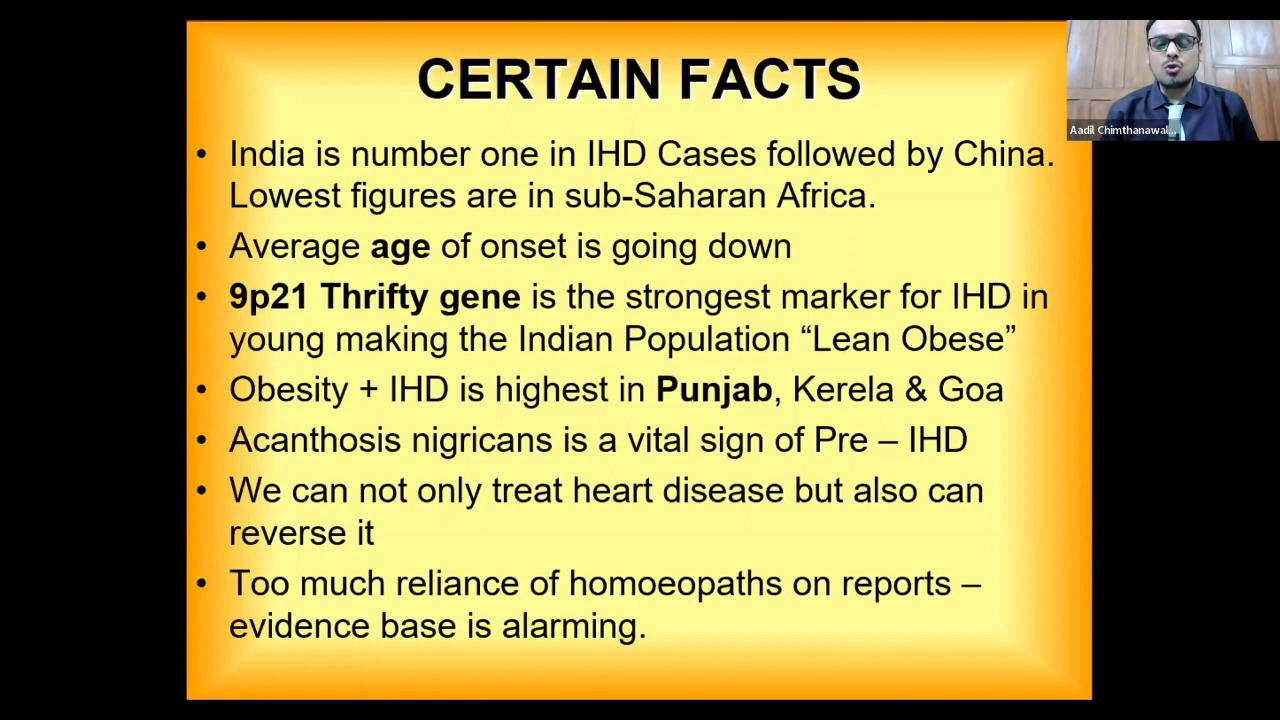 CERTAIN FACTS
• India is number one in IHD Cases followed by China.
Lowest figures are in sub-Saharan Africa.
• Average age of onset is going down
• 9p21 Thrifty gene is the strongest marker for IHD in
young making the Indian Population “Lean Obese”
• Obesity + IHD is highest in Punjab, Kerela & Goa
• Acanthosis nigricans is a vital sign of Pre – IHD
• We can not only treat heart disease but also can
reverse it
• Too much reliance of homoeopaths on reports –
evidence base is alarming.
Aadil Chimthanawal...